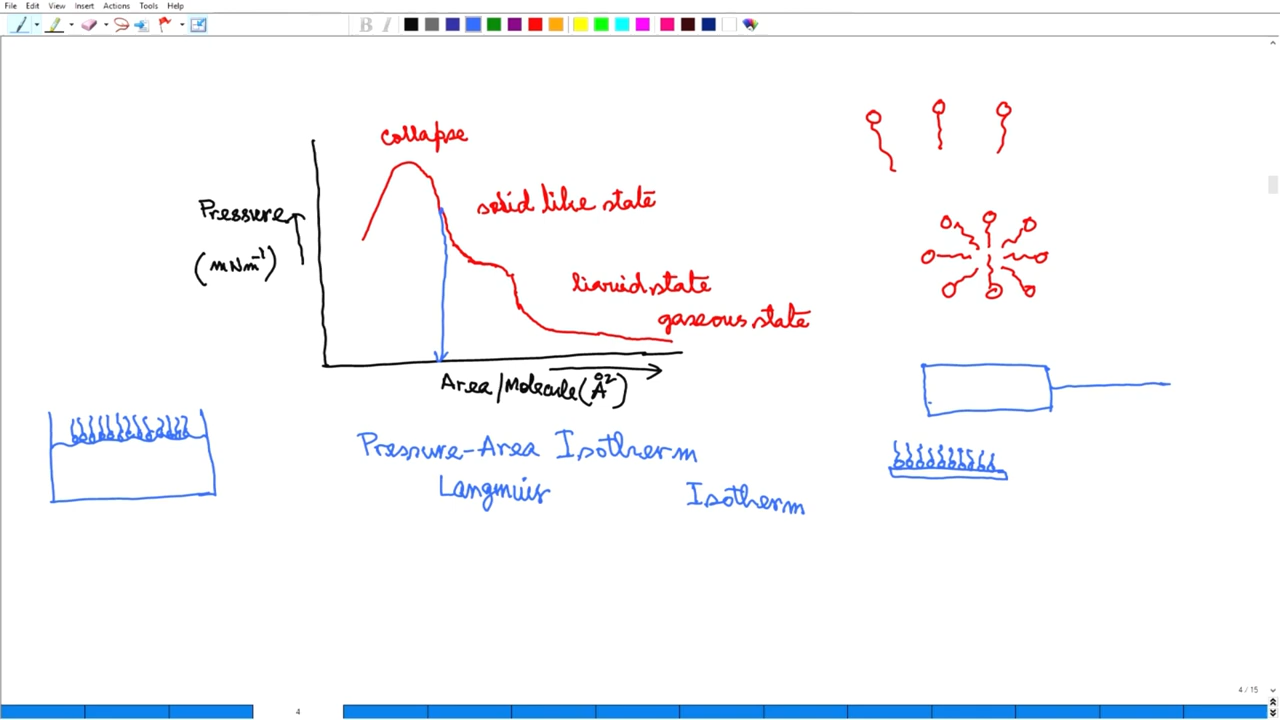 File Edit View Insert Actions Tools Help
B I
collapse
Pressure
(mNm⁻¹)
solid like state
liquid state
gaseous state
Area/Molecule(Å²)
Pressure-Area Isotherm
Langmuir Isotherm
4 / 15
4